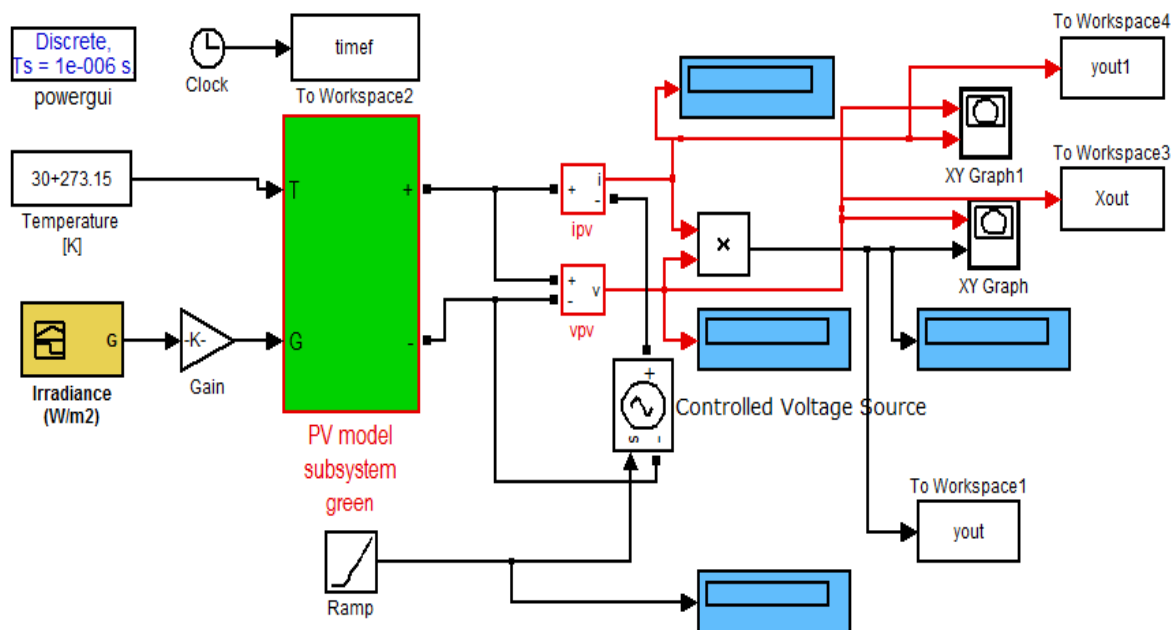 Discrete,
Ts = 1e-006 s.
powergui
Clock
timef
To Workspace2
To Workspace4
yout1
30+273.15
Temperature
[K]
T
+
G
-
PV model
subsystem
green
G
Irradiance
(W/m2)
-K-
Gain
+
i
-
ipv
+
-
v
vpv
×
XY Graph1
To Workspace3
Xout
XY Graph
+
s
-
Controlled Voltage Source
To Workspace1
yout
Ramp